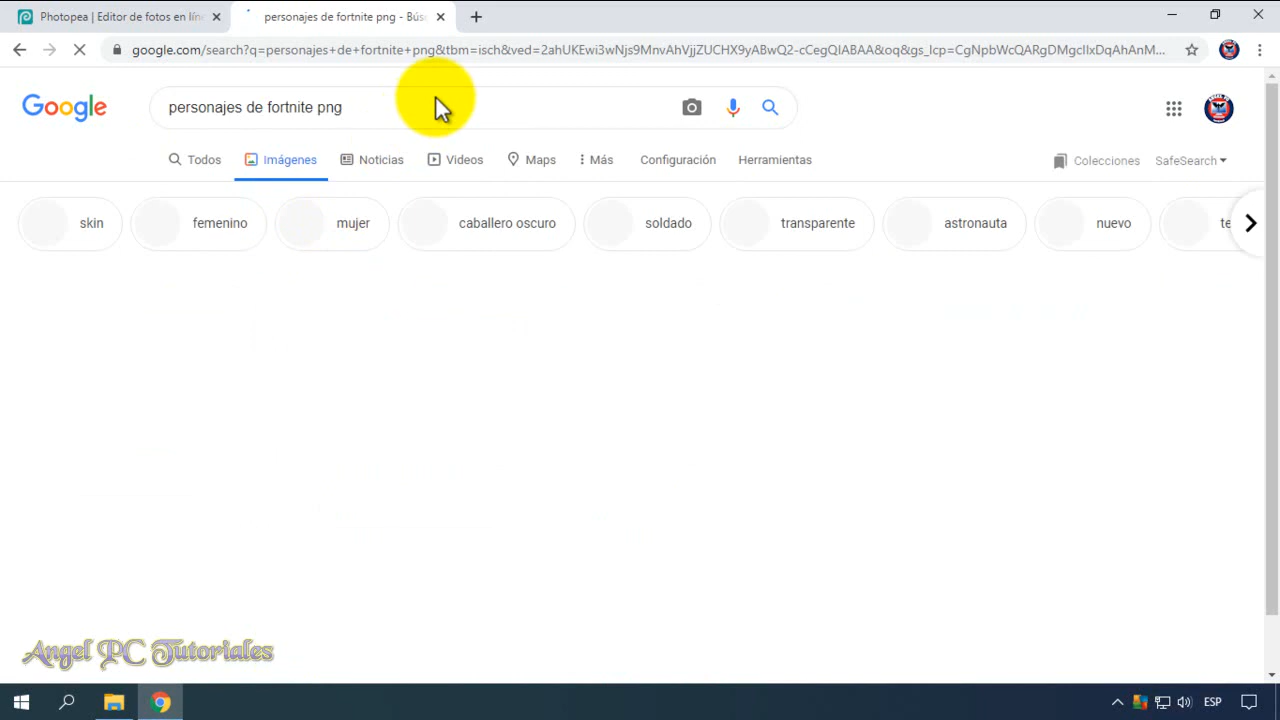 Photopea | Editor de fotos en lín
personajes de fortnite png - Bús
google.com/search?q=personajes+de+fortnite+png&tbm=isch&ved=2ahUKEwi3wNjs9MnvAhVjjZUCHX9yABwQ2-cCegQIABAA&oq&gs_lcp=CgNpbWcQARgDMgcIIxDqAhAnM...
Google
personajes de fortnite png
Todos
Imágenes
Noticias
Videos
Maps
Más
Configuración
Herramientas
Colecciones
SafeSearch
skin
femenino
mujer
caballero oscuro
soldado
transparente
astronauta
nuevo
te
Angel PC Tutoriales
ESP